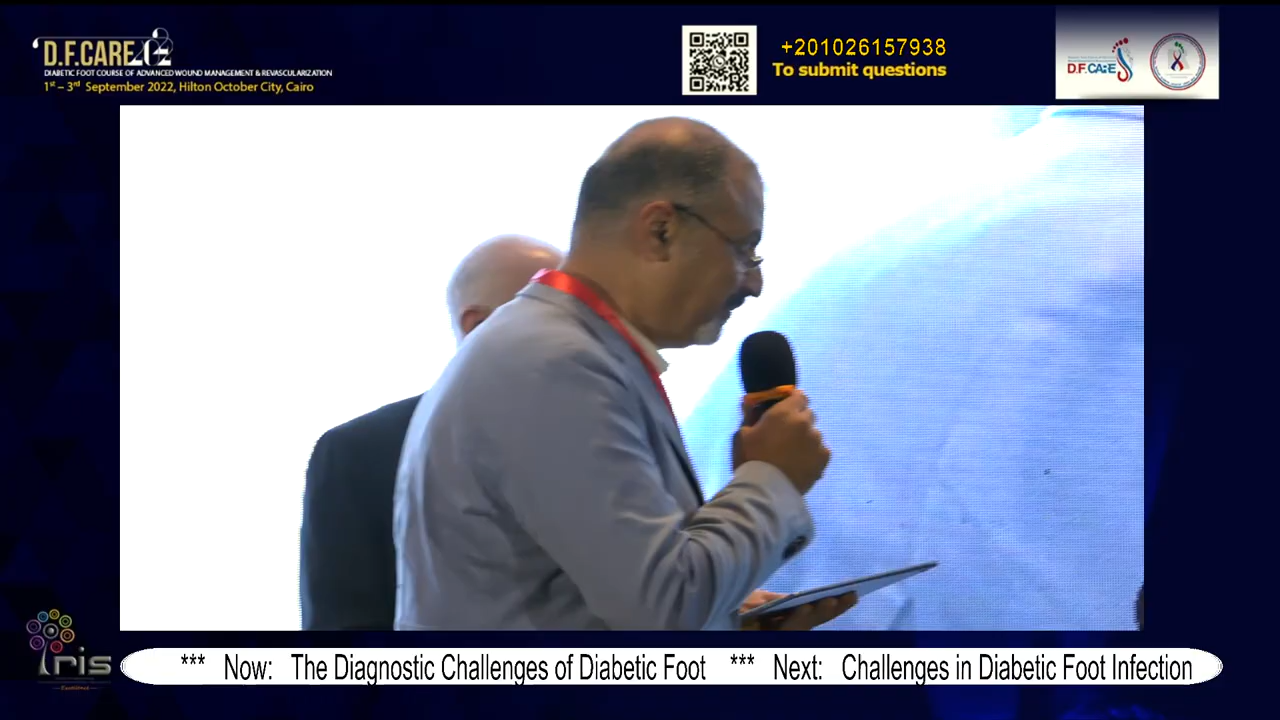 D.F.CARE 2022
DIABETIC FOOT COURSE OF ADVANCED WOUND MANAGEMENT & REVASCULARIZATION
1st – 3rd September 2022, Hilton October City, Cairo
+201026157938
To submit questions
D.F.CARE
Iris
*** Now: The Diagnostic Challenges of Diabetic Foot *** Next: Challenges in Diabetic Foot Infection